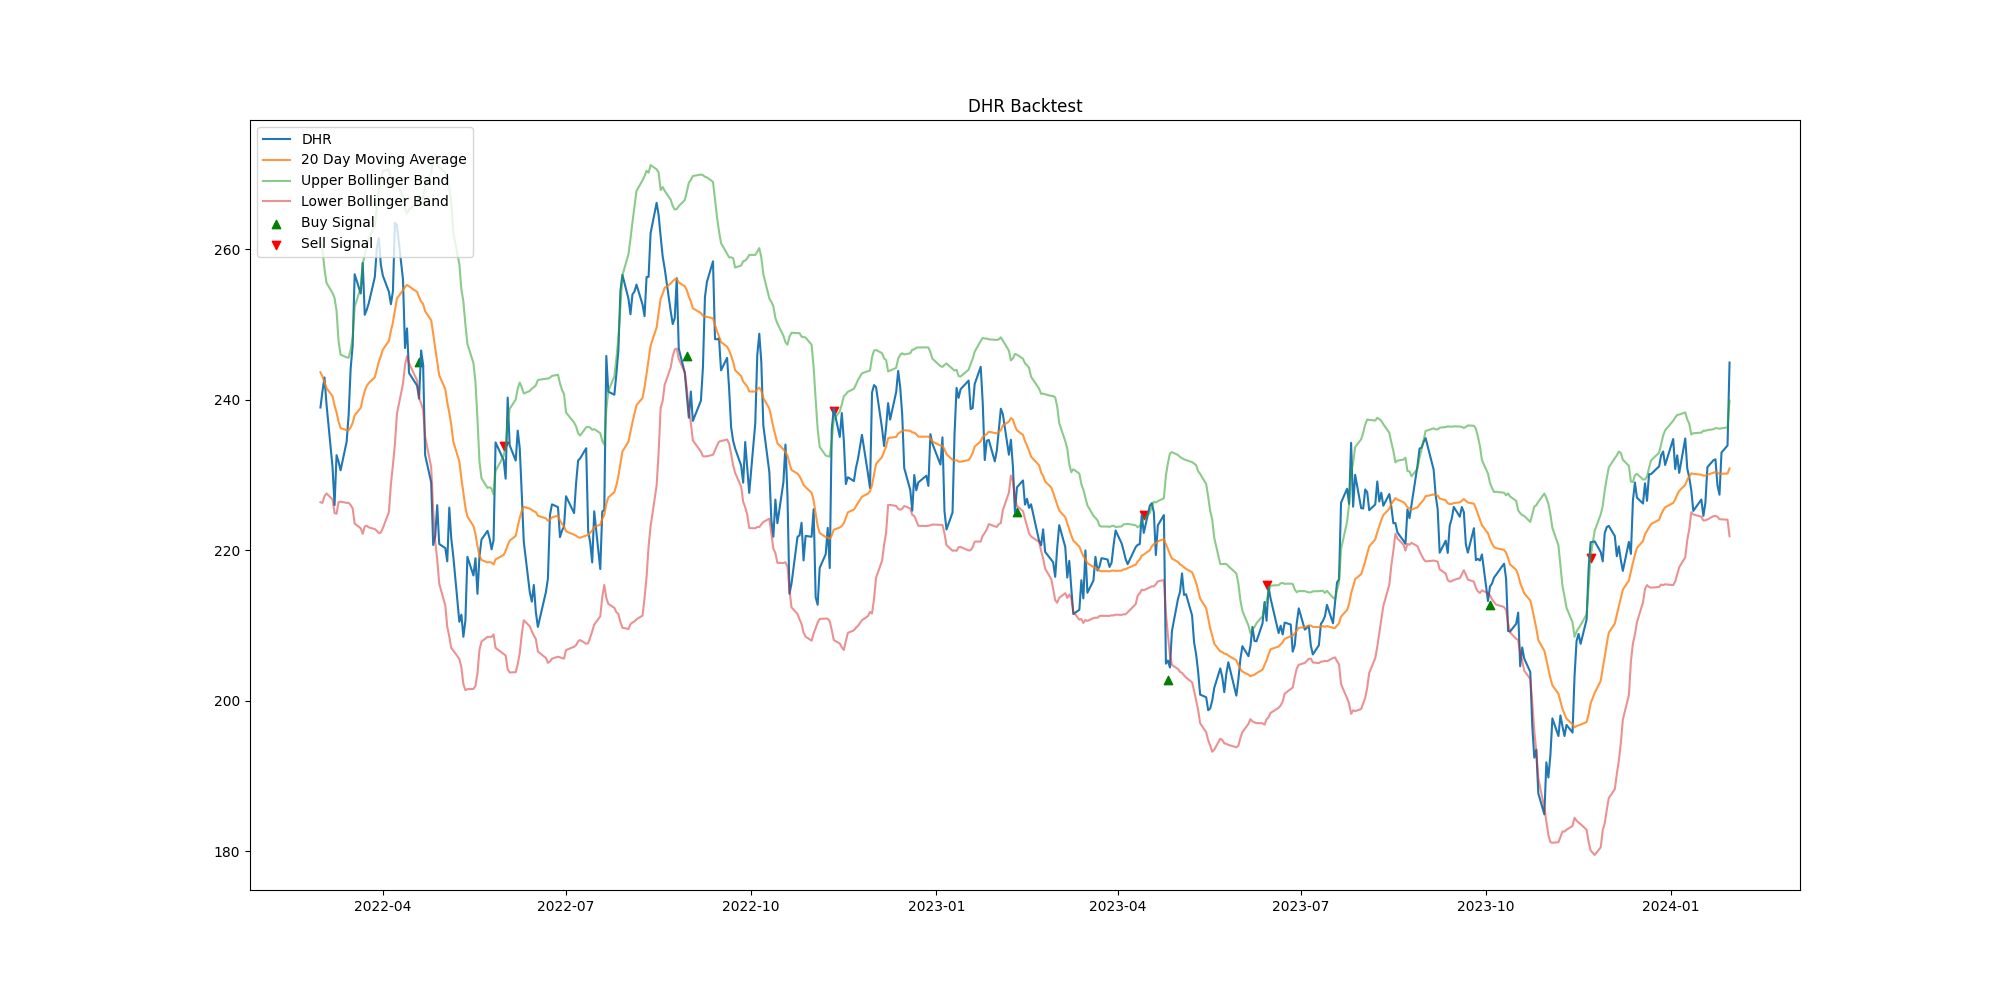 DHR Backtest
DHR
20 Day Moving Average
Upper Bollinger Band
Lower Bollinger Band
Buy Signal
Sell Signal
260
240
220
200
180
2022-04 2022-07 2022-10 2023-01 2023-04 2023-07 2023-10 2024-01